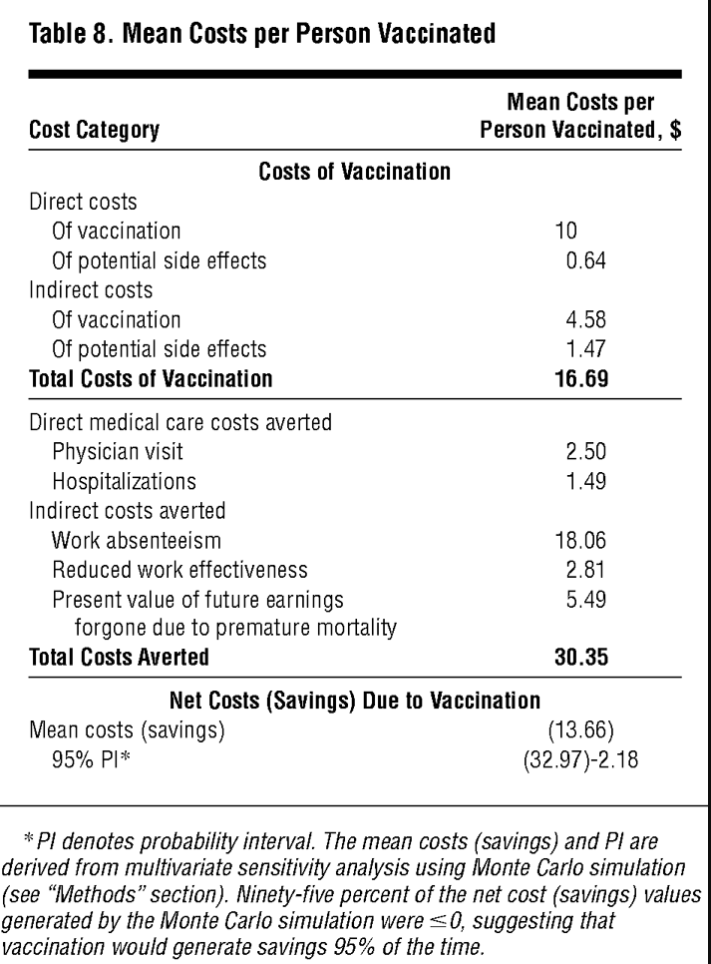 Table 8. Mean Costs per Person Vaccinated
Mean Costs per
Cost Category Person Vaccinated, $
Costs of Vaccination
Direct costs
Of vaccination 10
Of potential side effects 0.64
Indirect costs
Of vaccination 4.58
Of potential side effects 1.47
Total Costs of Vaccination 16.69
Direct medical care costs averted
Physician visit 2.50
Hospitalizations 1.49
Indirect costs averted
Work absenteeism 18.06
Reduced work effectiveness 2.81
Present value of future earnings 5.49
forgone due to premature mortality
Total Costs Averted 30.35
Net Costs (Savings) Due to Vaccination
Mean costs (savings) (13.66)
95% PI* (32.97)-2.18
*PI denotes probability interval. The mean costs (savings) and PI are
derived from multivariate sensitivity analysis using Monte Carlo simulation
(see “Methods” section). Ninety-five percent of the net cost (savings) values
generated by the Monte Carlo simulation were ≤0, suggesting that
vaccination would generate savings 95% of the time.